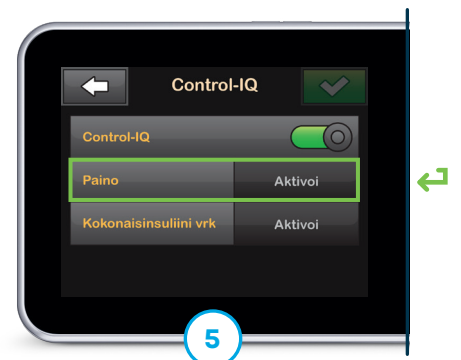 Control-IQ
Control-IQ
Paino Aktivoi
Kokonaisinsuliini vrk Aktivoi
5